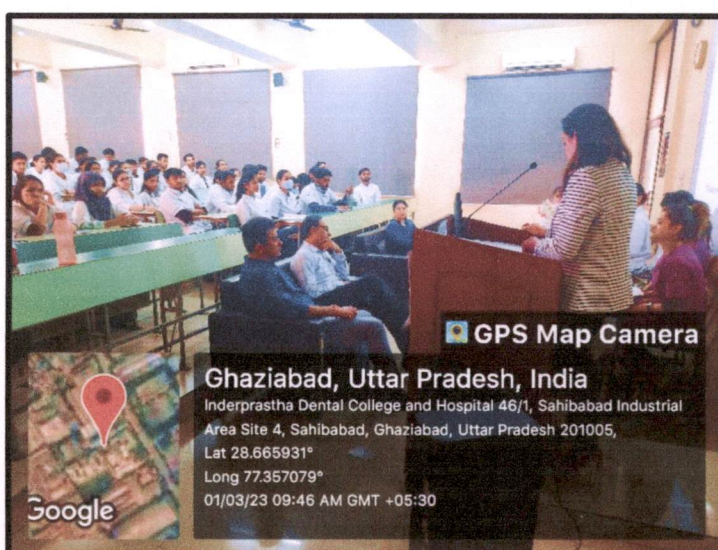 GPS Map Camera
Ghaziabad, Uttar Pradesh, India
Inderprastha Dental College and Hospital 46/1, Sahibabad Industrial
Area Site 4, Sahibabad, Ghaziabad, Uttar Pradesh 201005,
Lat 28.665931°
Long 77.357079°
01/03/23 09:46 AM GMT +05:30
Google